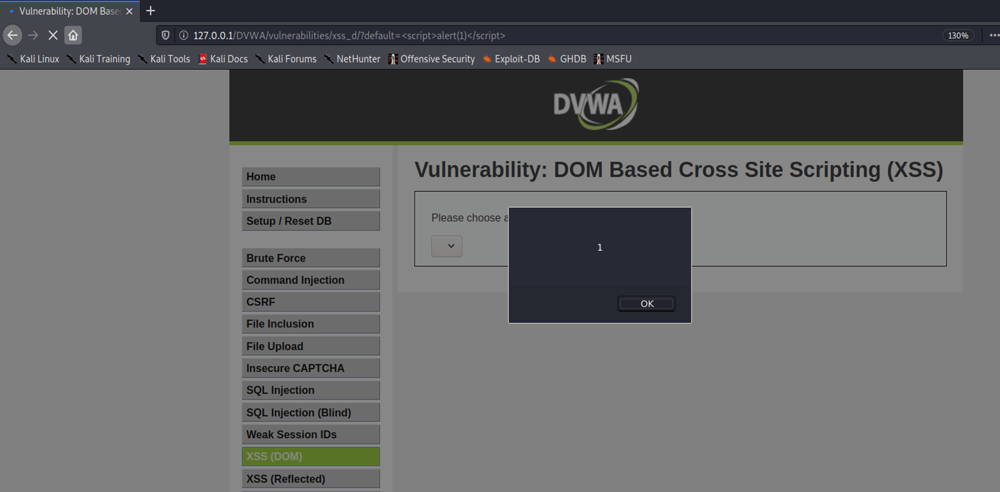 Vulnerability: DOM Base
127.0.0.1/DVWA/vulnerabilities/xss_d/?default=<script>alert(1)</script>
130%
Kali Linux Kali Training Kali Tools Kali Docs Kali Forums NetHunter Offensive Security Exploit-DB GHDB MSFU
DVWA
Vulnerability: DOM Based Cross Site Scripting (XSS)
Please choose a
1
OK
Home
Instructions
Setup / Reset DB
Brute Force
Command Injection
CSRF
File Inclusion
File Upload
Insecure CAPTCHA
SQL Injection
SQL Injection (Blind)
Weak Session IDs
XSS (DOM)
XSS (Reflected)